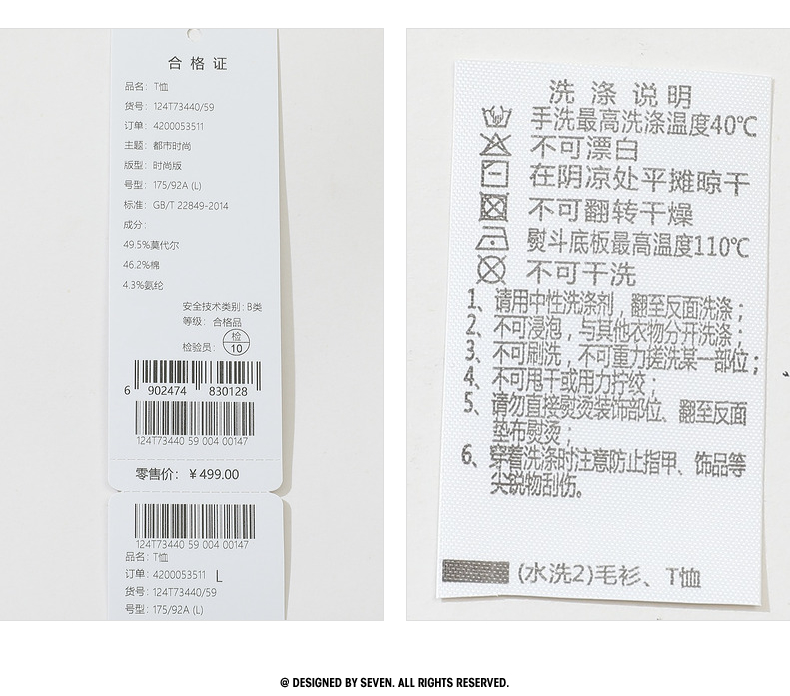 合格证
品名：T恤
货号：124T73440/59
订单：4200053511
主题：都市时尚
版型：时尚版
号型：175/92A (L)
标准：GB/T 22849-2014
成分：
49.5%莫代尔
46.2%棉
4.3%氨纶
安全技术类别：B类
等级：合格品
检验员：检
10
6 902474 830128
124T73440 59 004 00147
零售价：￥499.00
124T73440 59 004 00147
品名：T恤
订单：4200053511 L
货号：124T73440/59
号型：175/92A (L)
洗涤说明
手洗最高洗涤温度40℃
不可漂白
在阴凉处平摊晾干
不可翻转干燥
熨斗底板最高温度110℃
不可干洗
1、请用中性洗涤剂，翻至反面洗涤；
2、不可浸泡，与其他衣物分开洗涤；
3、不可刷洗，不可重力搓洗某一部位；
4、不可甩干或用力拧绞；
5、请勿直接熨烫装饰部位、翻至反面
垫布熨烫；
6、穿着洗涤时注意防止指甲、饰品等
尖锐物刮伤。
(水洗2)毛衫、T恤
@ DESIGNED BY SEVEN. ALL RIGHTS RESERVED.